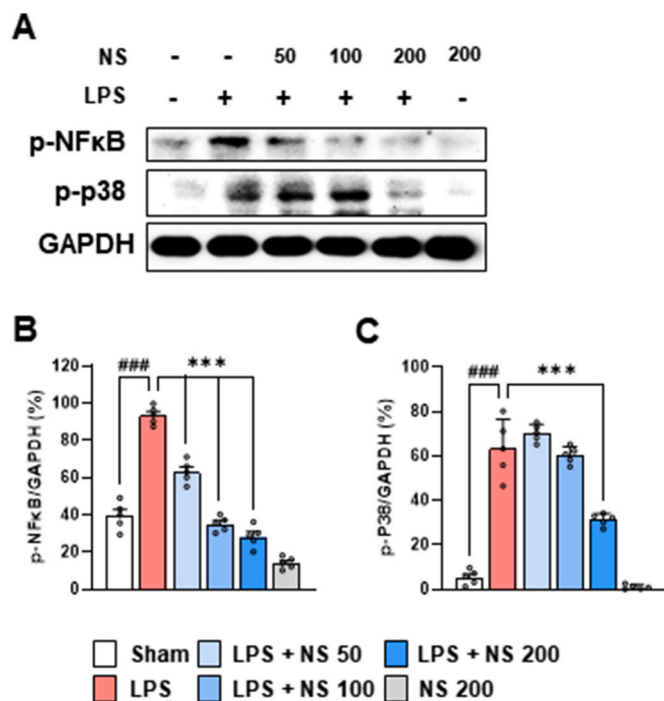 A
NS - - 50 100 200 200
LPS - + + + + -
p-NFκB
p-p38
GAPDH
B
### ***
p-NFκB/GAPDH (%)
120
100
80
60
40
20
0
C
### ***
p-P38/GAPDH (%)
100
80
60
40
20
0
Sham LPS + NS 50 LPS + NS 200
LPS LPS + NS 100 NS 200